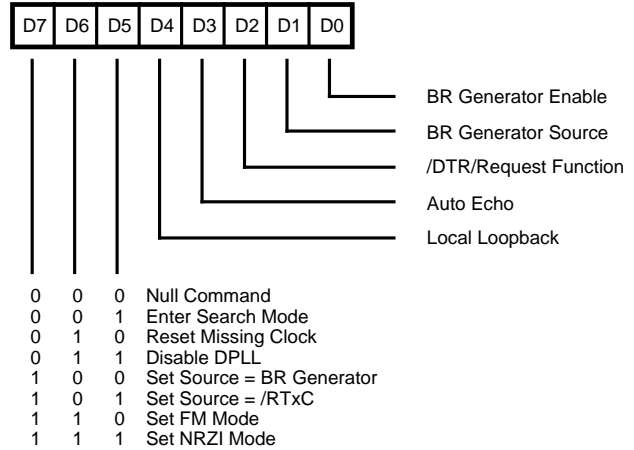 D7 D6 D5 D4 D3 D2 D1 D0
BR Generator Enable
BR Generator Source
/DTR/Request Function
Auto Echo
Local Loopback
0 0 0 Null Command
0 0 1 Enter Search Mode
0 1 0 Reset Missing Clock
0 1 1 Disable DPLL
1 0 0 Set Source = BR Generator
1 0 1 Set Source = /RTxC
1 1 0 Set FM Mode
1 1 1 Set NRZI Mode